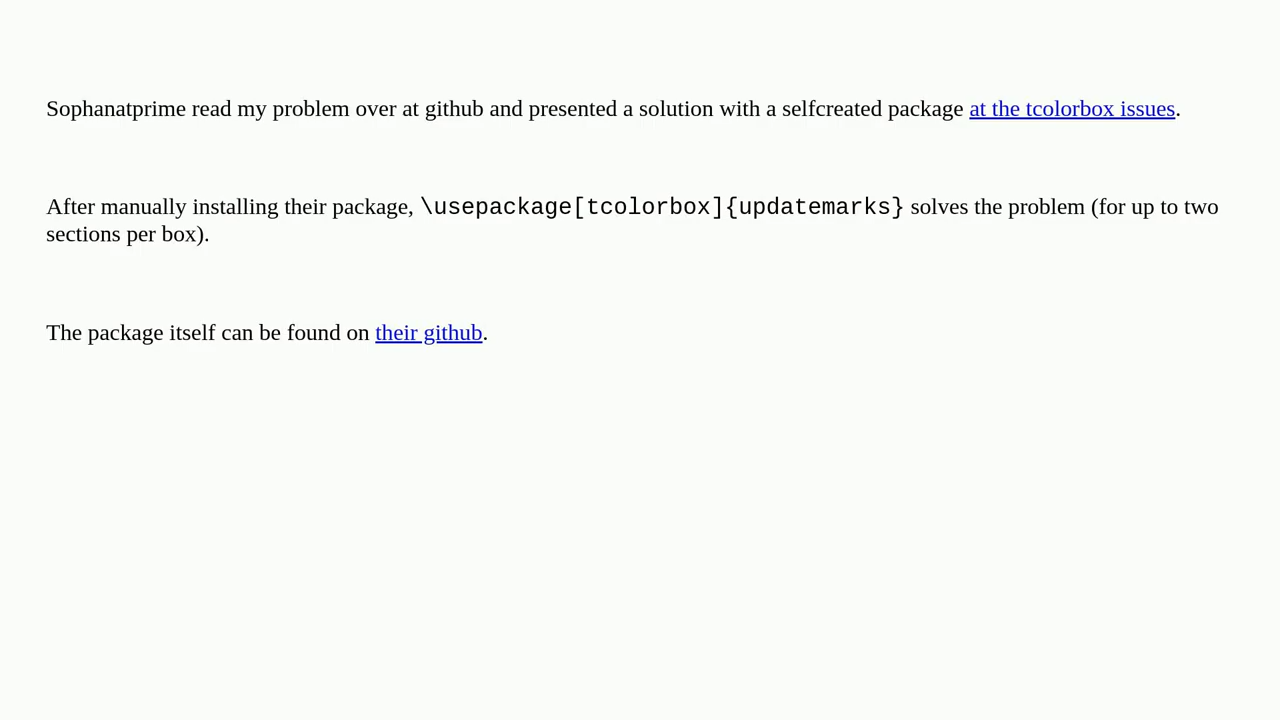 Sophanatprime read my problem over at github and presented a solution with a selfcreated package at the tcolorbox issues.
After manually installing their package, \usepackage[tcolorbox]{updatemarks} solves the problem (for up to two
sections per box).
The package itself can be found on their github.